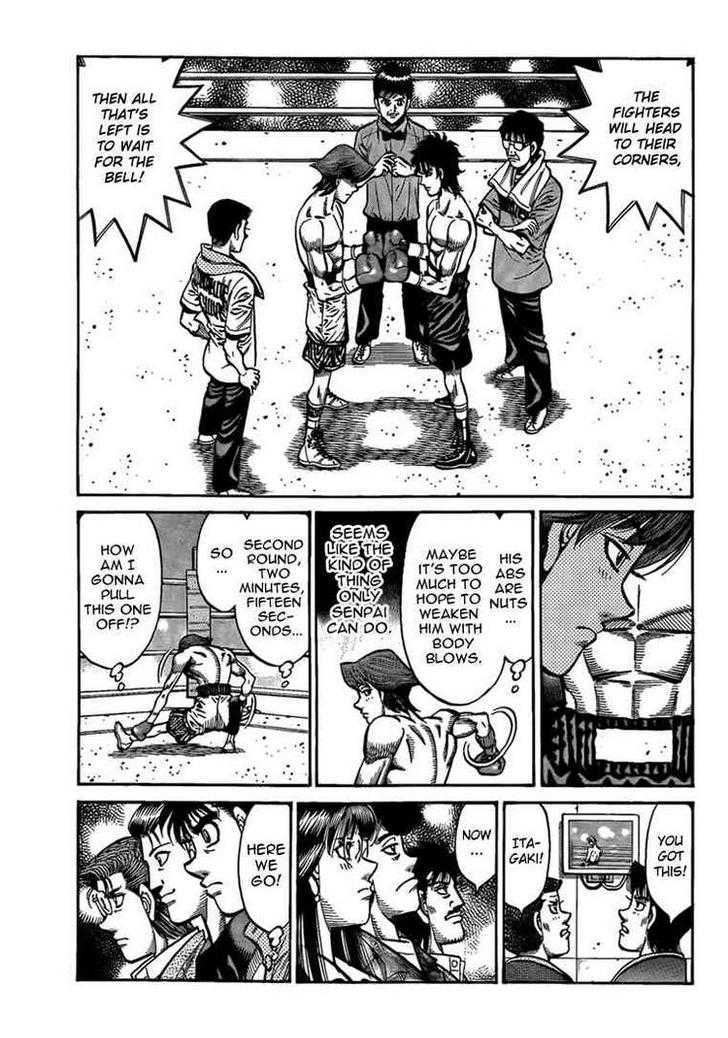 THE
FIGHTERS
WILL HEAD
TO THEIR
CORNERS,
THEN ALL
THAT'S
LEFT IS
TO WAIT
FOR THE
BELL!
HIS
ABS
ARE
NUTS
...
MAYBE
IT'S TOO
MUCH TO
HOPE TO
WEAKEN
HIM WITH
BODY
BLOWS.
SEEMS
LIKE THE
KIND OF
THING
ONLY
SENPAI
CAN DO.
SECOND
ROUND,
TWO
MINUTES,
FIFTEEN
SEC-
ONDS...
SO
...
HOW
AM I
GONNA
PULL
THIS ONE
OFF!?
YOU
GOT
THIS!
ITA-
GAKI!
NOW
...
HERE
WE
GO!